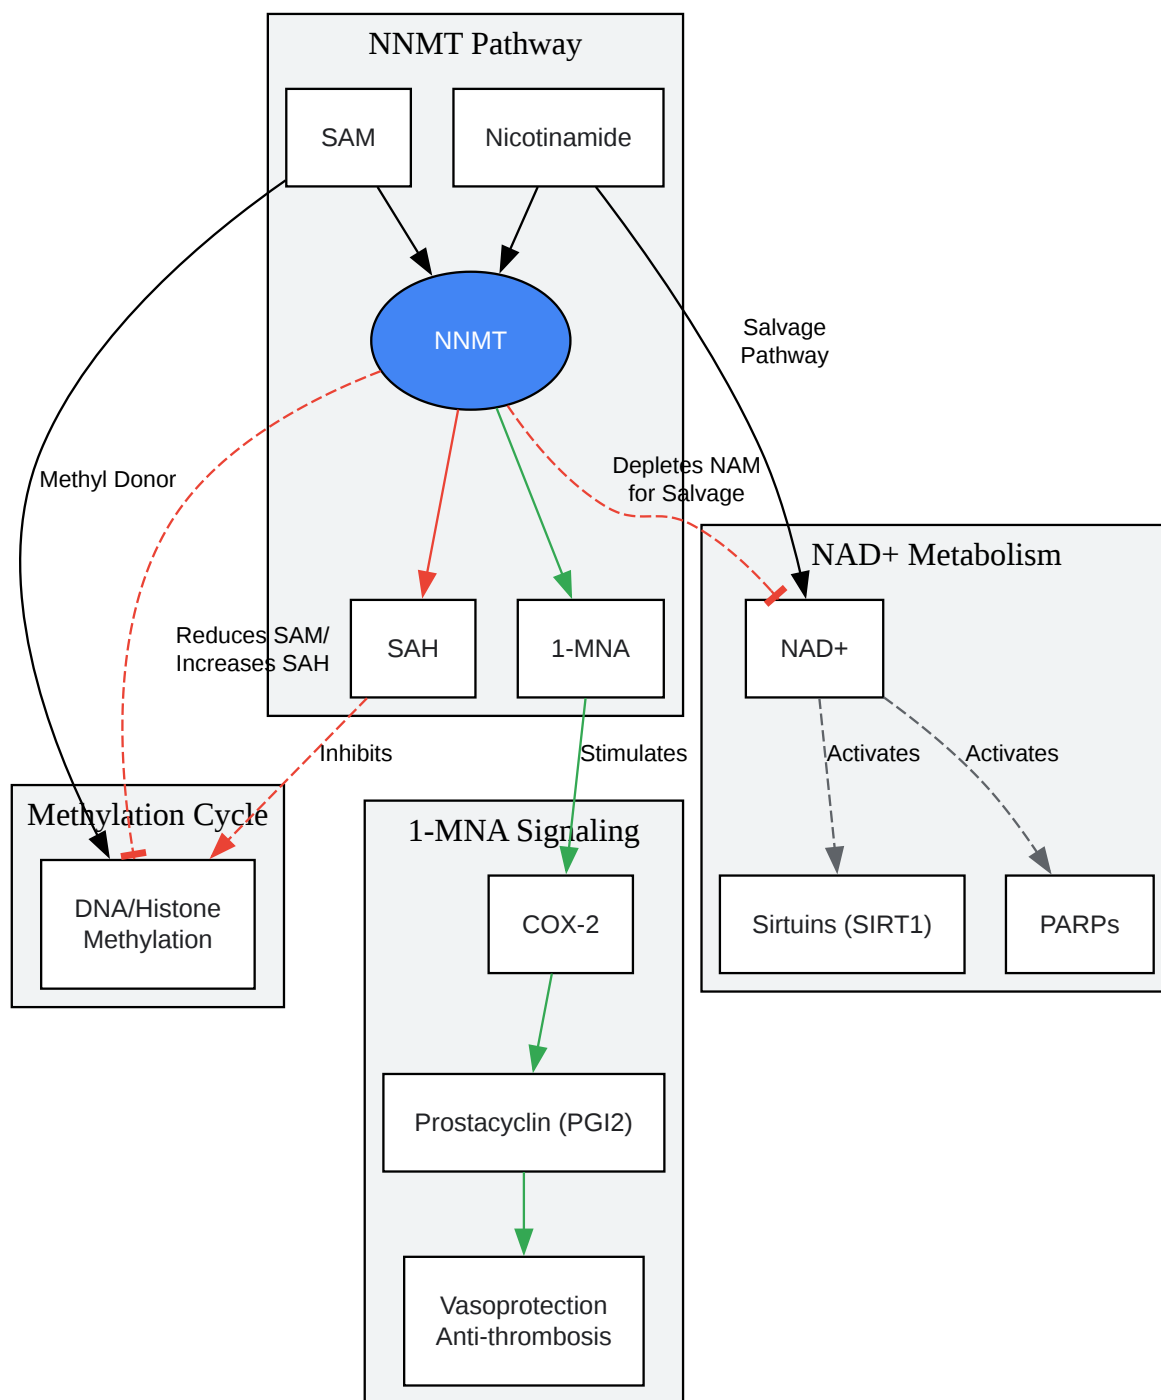 NNMT Pathway
SAM
Nicotinamide
NNMT
Salvage
Pathway
Methyl Donor
Depletes NAM
for Salvage
NAD+ Metabolism
Reduces SAM/
Increases SAH
SAH
1-MNA
NAD+
Inhibits
Stimulates
Activates
Activates
Methylation Cycle
1-MNA Signaling
DNA/Histone
Methylation
COX-2
Sirtuins (SIRT1)
PARPs
Prostacyclin (PGI2)
Vasoprotection
Anti-thrombosis